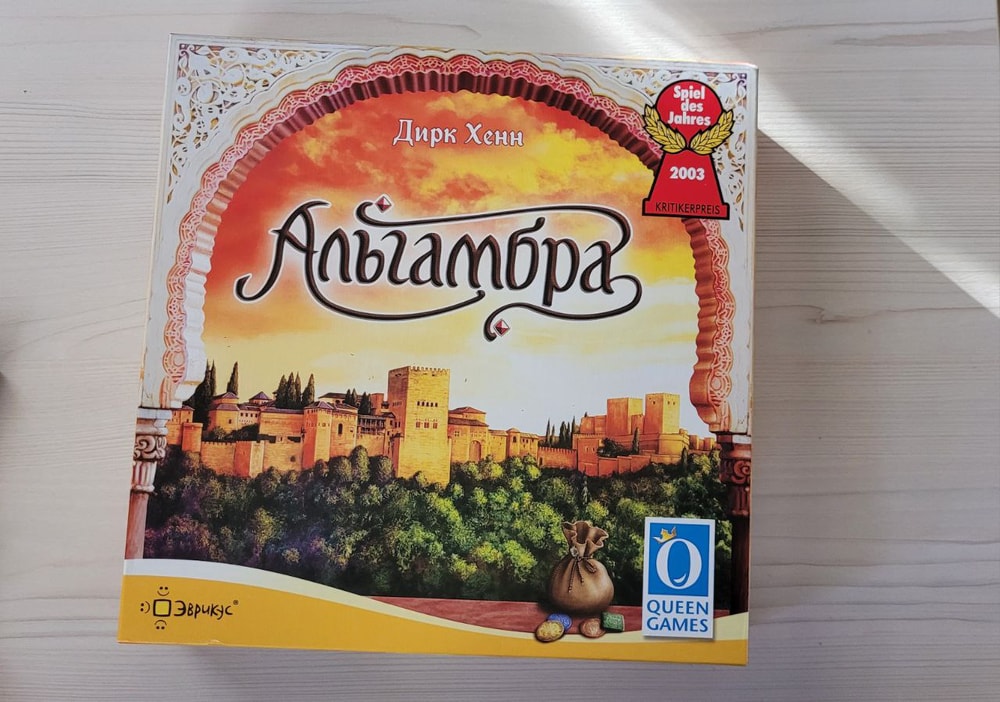 Spiel
des
Jahres
2003
KRITIKERPREIS
Дирк Хенн
Альгамбра
Эврикус®
QUEEN
GAMES